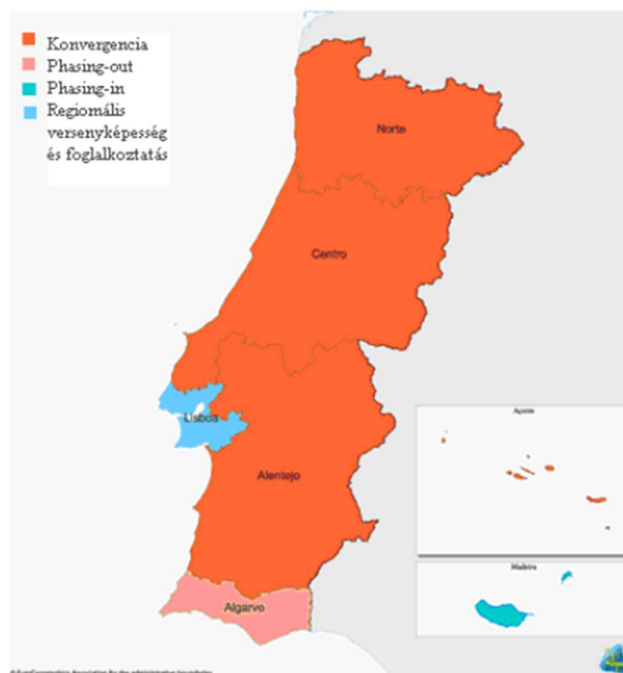 Konvergencia
Phasing-out
Phasing-in
Regiomális
versenyképesség
és foglalkoztatás
Norte
Centro
Lisboa
Açores
Alentejo
Madeira
Algarve